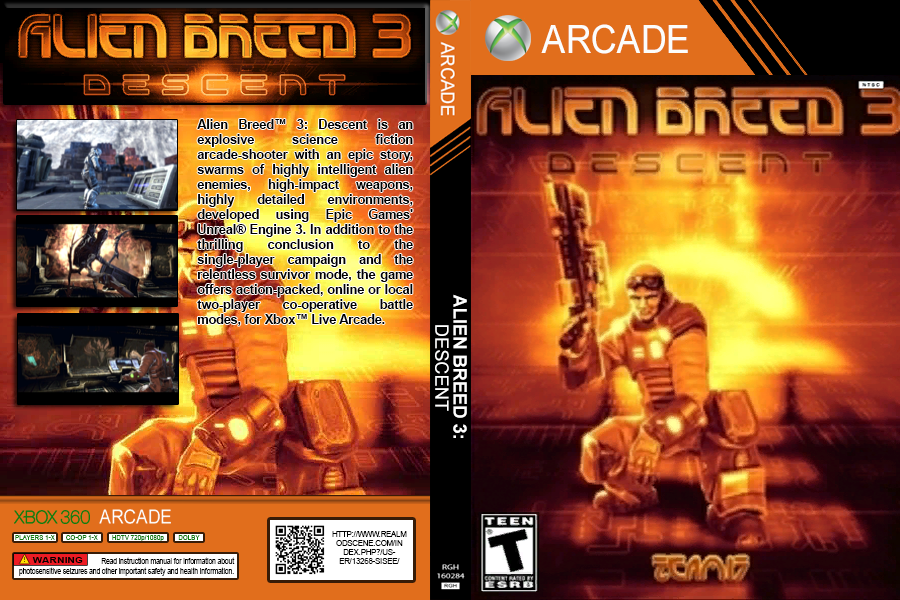 ALIEN BREED 3
DESCENT
Alien Breed™ 3: Descent is an
explosive science fiction
arcade-shooter with an epic story,
swarms of highly intelligent alien
enemies, high-impact weapons,
highly detailed environments,
developed using Epic Games'
Unreal® Engine 3. In addition to the
thrilling conclusion to the
single-player campaign and the
relentless survivor mode, the game
offers action-packed, online or local
two-player co-operative battle
modes, for Xbox™ Live Arcade.
XBOX 360 ARCADE
PLAYERS 1-X CO-OP 1-X HDTV 720p/1080p DOLBY
WARNING Read instruction manual for information about
photosensitive seizures and other important safety and health information.
HTTP://WWW.REALM
ODSCENE.COM/IN
DEX.PHP?/US-
ER/13268-SISEE/
ARCADE
ALIEN BREED 3:
DESCENT
RGH
160284
RGH
ARCADE
NTSC
ALIEN BREED 3
DESCENT
TEEN
T
CONTENT RATED BY
ESRB
TEAM17